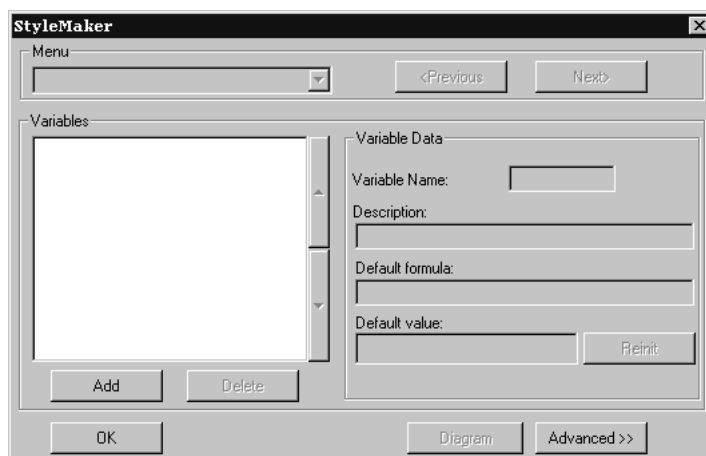 StyleMaker
Menu
<Previous Next>
Variables
Variable Data
Variable Name:
Description:
Default formula:
Default value:
Reinit
Add Delete
OK Diagram Advanced >>